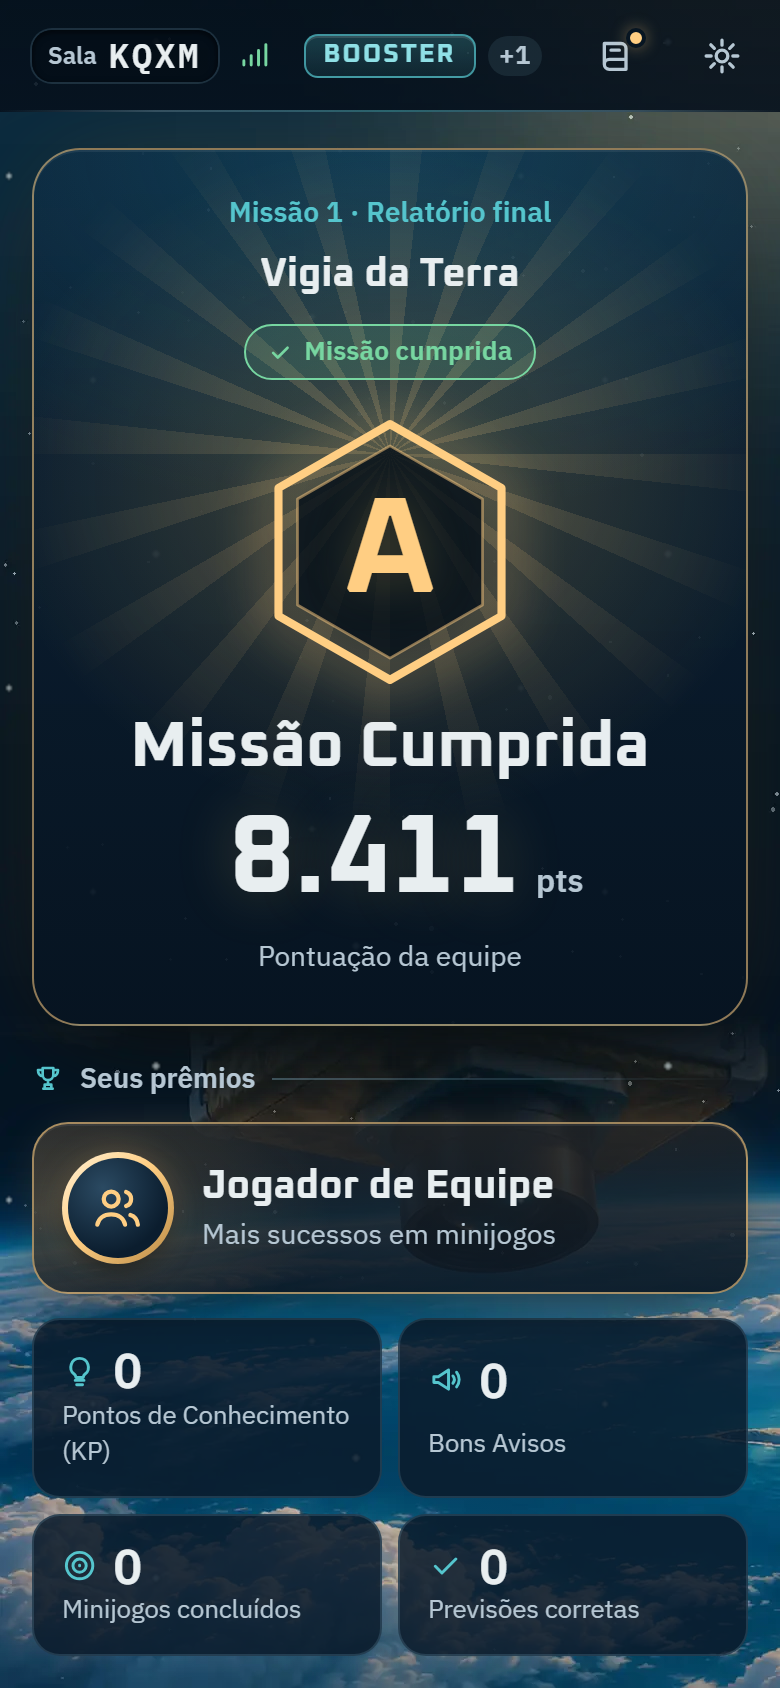 Sala KQXM BOOSTER +1
Missão 1 · Relatório final
Vigia da Terra
Missão cumprida
A
Missão Cumprida
8.411 pts
Pontuação da equipe
Seus prêmios
Jogador de Equipe
Mais sucessos em minijogos
0
Pontos de Conhecimento
(KP)
0
Bons Avisos
0
Minijogos concluídos
0
Previsões corretas